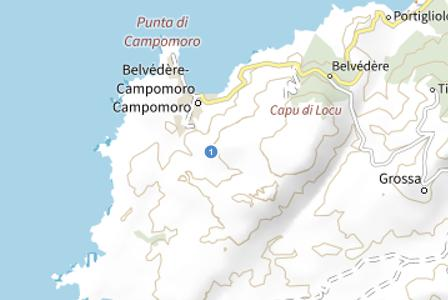 Punta di
Campomoro
Portigliolo
Belvédère-
Campomoro
Campomoro
Belvédère
Capu di Locu
Grossa
1